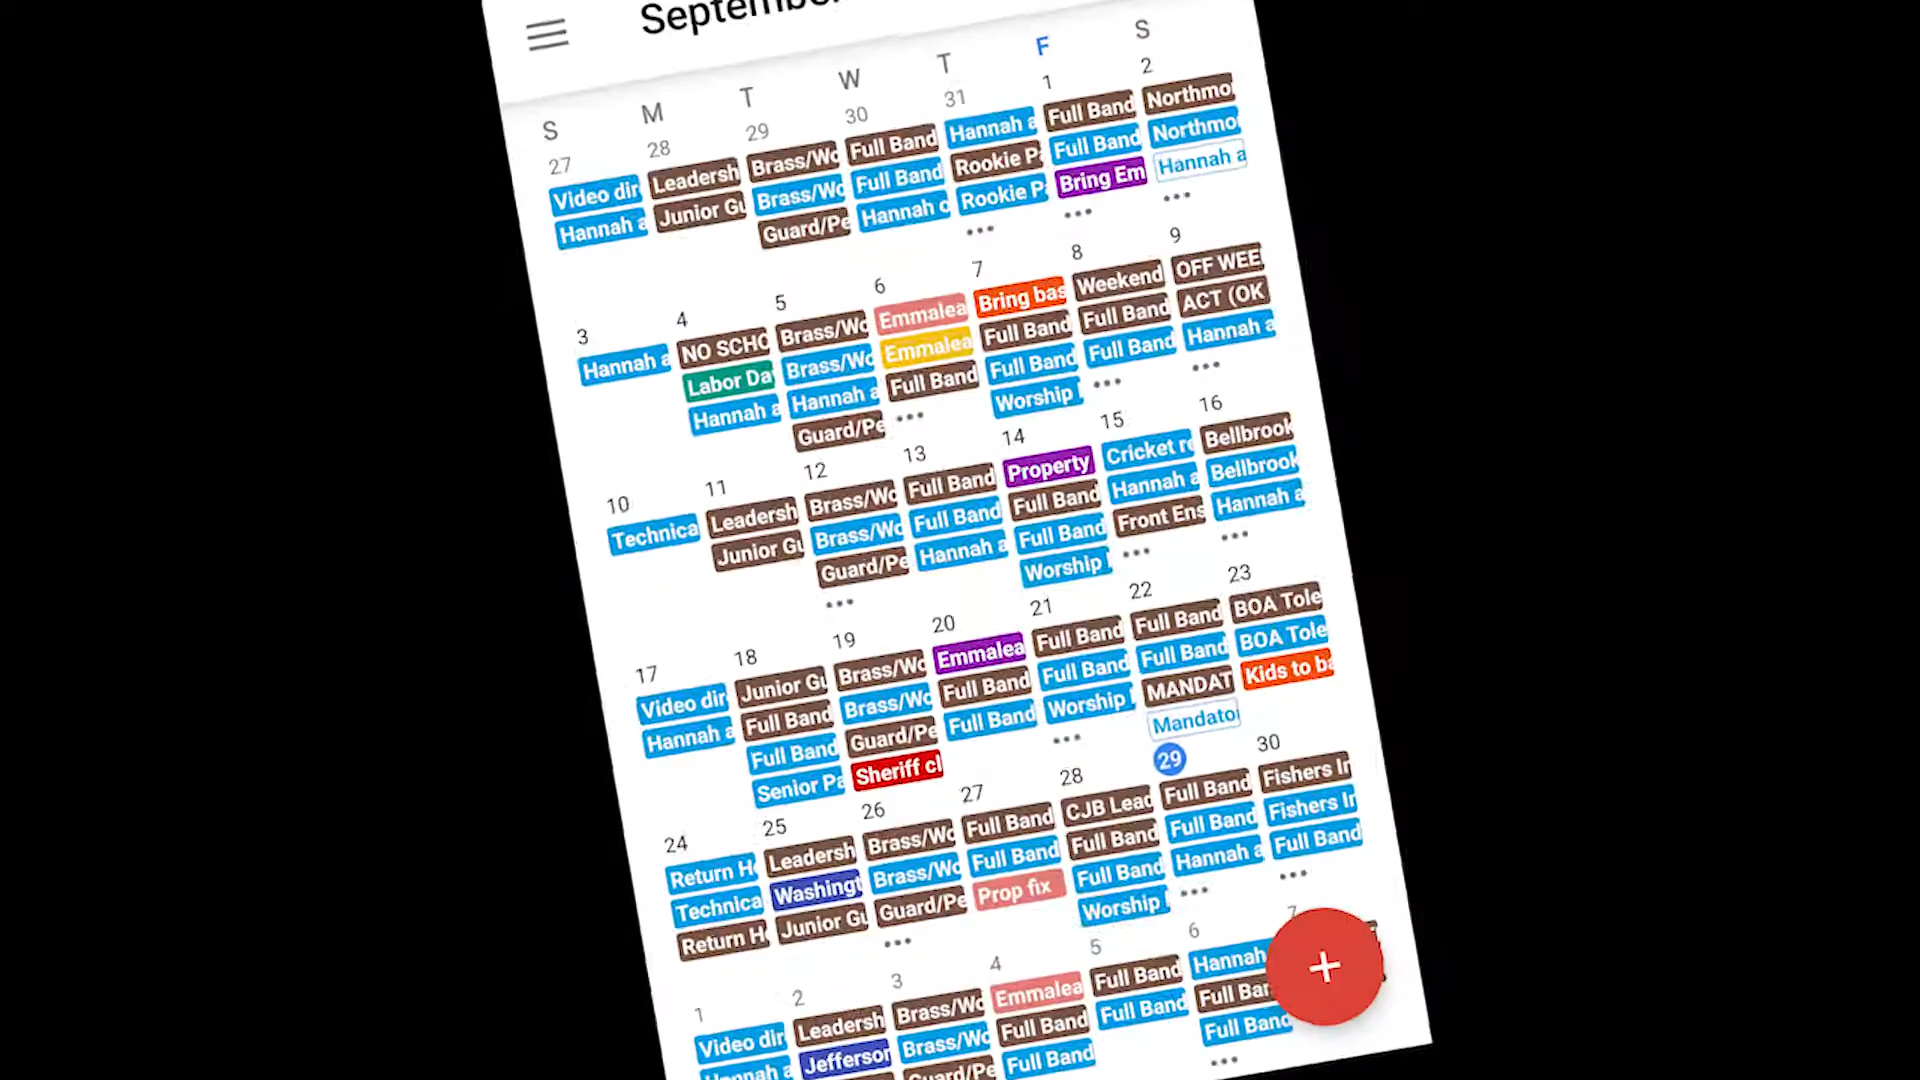 September
S M T W T F S
27 28 29 30 31 1 2
Video dir Leadersh Brass/Wo Full Band Hannah a Full Band Northmo
Hannah a Junior Gu Brass/Wo Full Band Rookie Pa Full Band Northmo
Guard/Pe Hannah o Rookie Pa Bring Em Hannah a
3 4 5 6 7 8 9
Hannah a NO SCHO Brass/Wo Emmalea Bring bas Weekend OFF WEE
Labor Da Brass/Wo Emmalea Full Band Full Band ACT (OK
Hannah a Hannah a Full Band Full Band Full Band Hannah a
Guard/Pe Worship
10 11 12 13 14 15 16
Technica Leadersh Brass/Wo Full Band Property Cricket re Bellbrook
Junior Gu Brass/Wo Full Band Full Band Hannah a Bellbrook
Guard/Pe Hannah a Full Band Front Ens Hannah a
Worship
17 18 19 20 21 22 23
Video dir Junior Gu Brass/Wo Emmalea Full Band Full Band BOA Tole
Hannah a Full Band Brass/Wo Full Band Full Band Full Band BOA Tole
Full Band Guard/Pe Full Band Worship MANDAT Kids to ba
Senior Pa Sheriff cl Mandato
24 25 26 27 28 29 30
Return H Leadersh Brass/Wo Full Band CJB Lead Full Band Fishers In
Technica Washingt Brass/Wo Full Band Full Band Full Band Fishers In
Return H Junior Gu Guard/Pe Prop fix Full Band Hannah a Full Band
Worship
1 2 3 4 5 6 7
Video dir Leadersh Brass/Wo Emmalea Full Band Hannah
Hannah a Jefferson Brass/Wo Full Band Full Band Full Ban
Guard/Pe Full Band Full Band